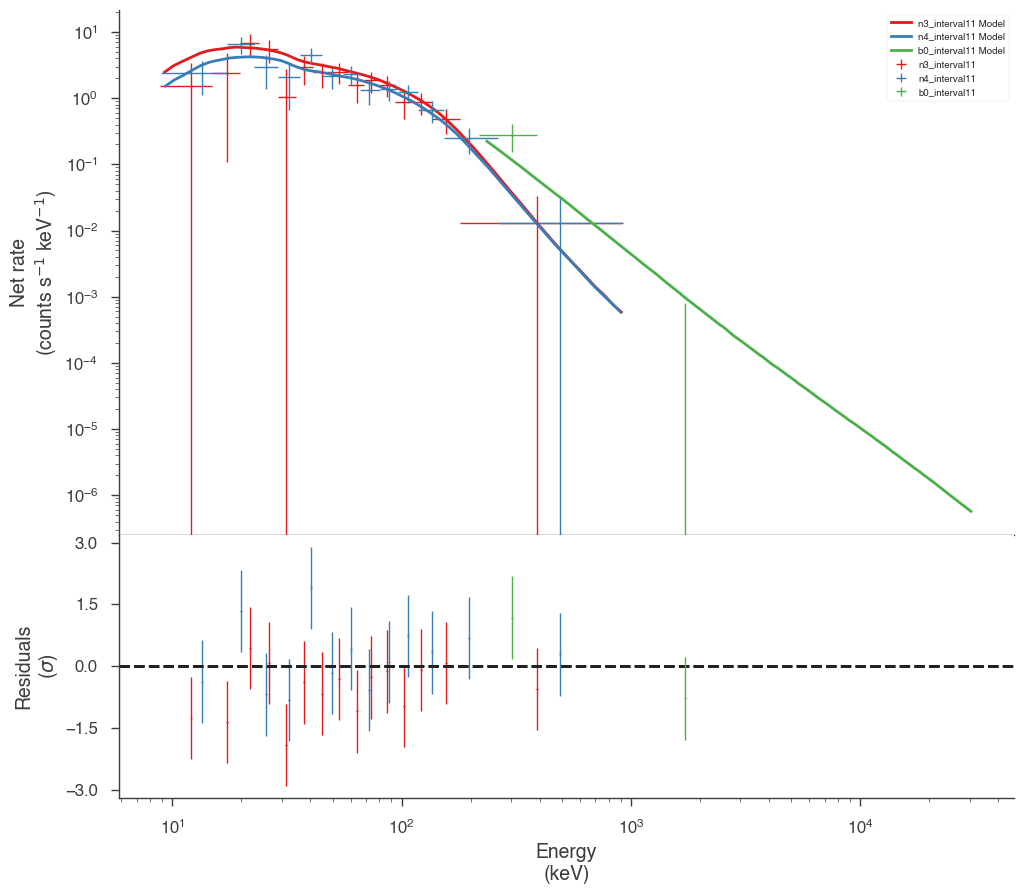 n3_interval11 Model
n4_interval11 Model
b0_interval11 Model
n3_interval11
n4_interval11
b0_interval11
Net rate
(counts s⁻¹ keV⁻¹)
10¹
10⁰
10⁻¹
10⁻²
10⁻³
10⁻⁴
10⁻⁵
10⁻⁶
Residuals
(σ)
3.0
1.5
0.0
−1.5
−3.0
10¹ 10² 10³ 10⁴
Energy
(keV)